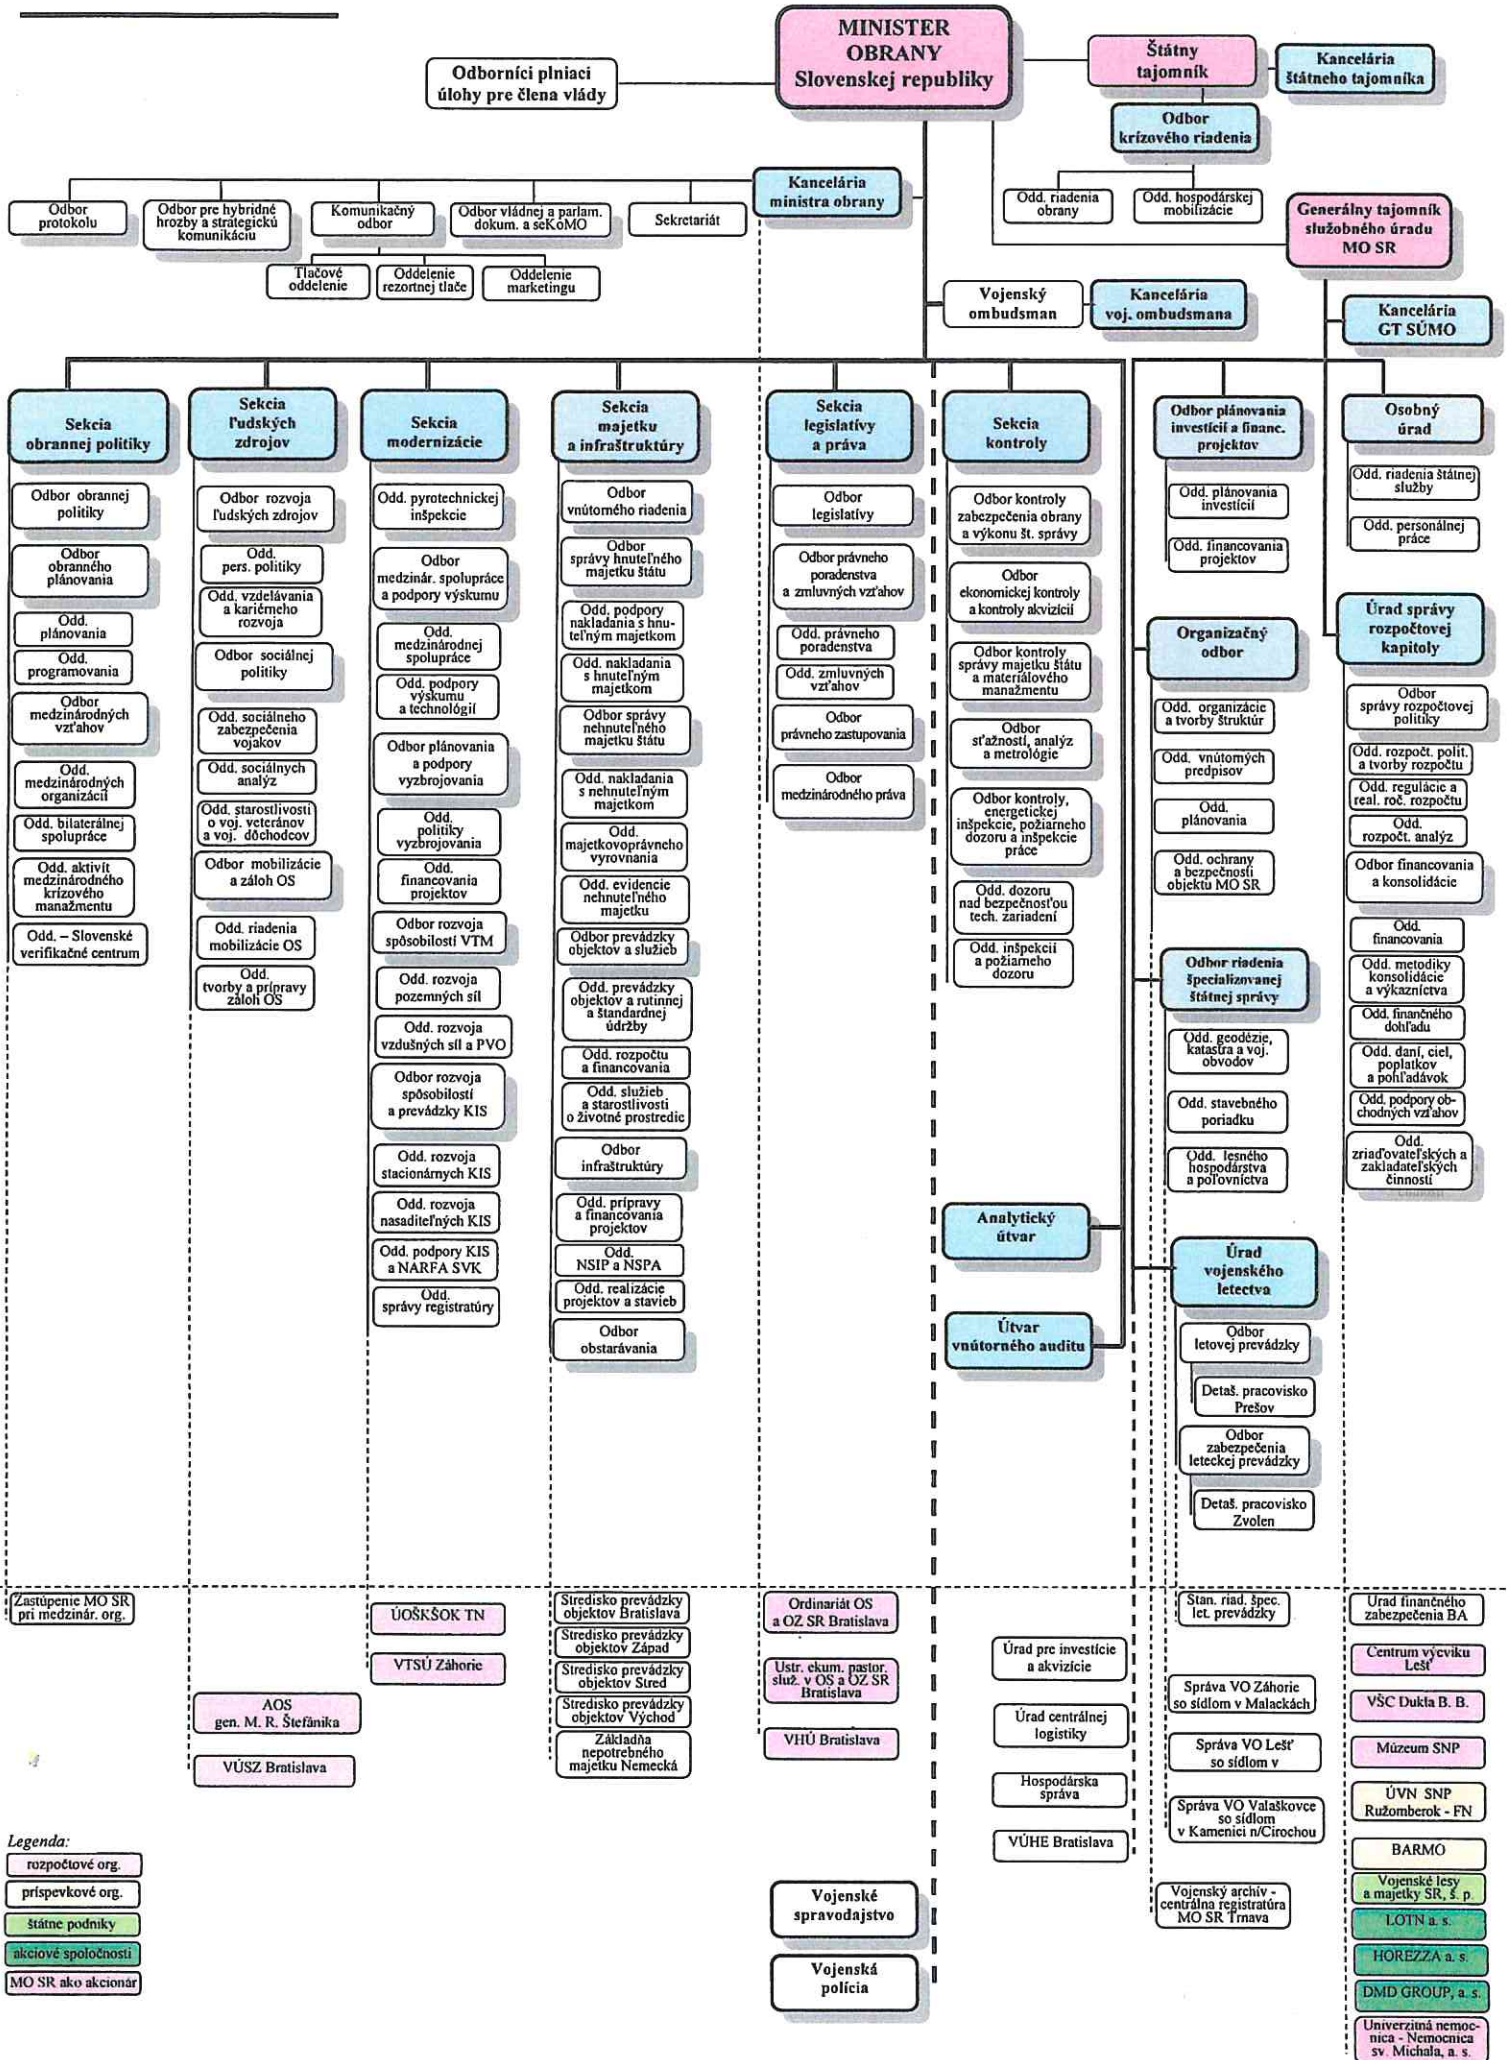 MINISTER
OBRANY
Slovenskej republiky
Štátny
tajomník
Kancelária
štátneho tajomníka
Odborníci plniaci
úlohy pre člena vlády
Odbor
krízového riadenia
Odd. riadenia
obrany
Odd. hospodárskej
mobilizácie
Kancelária
ministra obrany
Odbor
protokolu
Odbor pre hybridné
hrozby a strategickú
komunikáciu
Komunikačný
odbor
Odbor vládnej a parlam.
dokum. a seKoMO
Sekretariát
Tlačové
oddelenie
Oddelenie
rezortnej tlače
Oddelenie
marketingu
Generálny tajomník
služobného úradu
MO SR
Vojenský
ombudsman
Kancelária
voj. ombudsmana
Kancelária
GT SÚMO
Sekcia
obrannej politiky
Odbor obrannej
politiky
Odbor
obranného
plánovania
Odd.
plánovania
Odd.
programovania
Odbor
medzinárodných
vzťahov
Odd.
medzinárodných
organizácií
Odd. bilaterálnej
spolupráce
Odd. aktivít
medzinárodného
krízového
manažmentu
Odd. – Slovenské
verifikačné centrum
Sekcia
ľudských
zdrojov
Odbor rozvoja
ľudských zdrojov
Odd.
pers. politiky
Odd. vzdelávania
a kariérneho
rozvoja
Odbor sociálnej
politiky
Odd. sociálneho
zabezpečenia
vojakov
Odd. sociálnych
analýz
Odd. starostlivosti
o voj. veteránov
a voj. dôchodcov
Odbor mobilizácie
a záloh OS
Odd. riadenia
mobilizácie OS
Odd.
tvorby a prípravy
záloh OS
Sekcia
modernizácie
Odd. pyrotechnickej
inšpekcie
Odbor
medzinár. spolupráce
a podpory výskumu
Odd.
medzinárodnej
spolupráce
Odd. podpory
výskumu
a technológií
Odbor plánovania
a podpory
vyzbrojovania
Odd.
politiky
vyzbrojovania
Odd.
financovania
projektov
Odbor rozvoja
spôsobilostí VTM
Odd. rozvoja
pozemných síl
Odd. rozvoja
vzdušných síl a PVO
Odbor rozvoja
spôsobilostí
a prevádzky KIS
Odd. rozvoja
stacionárnych KIS
Odd. rozvoja
nasaditeľných KIS
Odd. podpory KIS
a NARFA SVK
Odd.
správy registratúry
Sekcia
majetku
a infraštruktúry
Odbor
vnútorného riadenia
Odbor
správy hnuteľného
majetku štátu
Odd. podpory
nakladania s hnu-
teľným majetkom
Odd. nakladania
s hnuteľným
majetkom
Odbor správy
nehnuteľného
majetku štátu
Odd. nakladania
s nehnuteľným
majetkom
Odd.
majetkovoprávneho
vyrovnania
Odd. evidencie
nehnuteľného
majetku
Odbor prevádzky
objektov a služieb
Odd. prevádzky
objektov a rutinnej
a štandardnej
údržby
Odd. rozpočtu
a financovania
Odd. služieb
a starostlivosti
o životné prostredie
Odbor
infraštruktúry
Odd. prípravy
a financovania
projektov
Odd.
NSIP a NSPA
Odd. realizácie
projektov a stavieb
Odbor
obstarávania
Sekcia
legislatívy
a práva
Odbor
legislatívy
Odbor právneho
poradenstva
a zmluvných vzťahov
Odd. právneho
poradenstva
Odd. zmluvných
vzťahov
Odbor
právneho zastupovania
Odbor
medzinárodného práva
Sekcia
kontroly
Odbor kontroly
zabezpečenia obrany
a výkonu št. správy
Odbor
ekonomickej kontroly
a kontroly akvizícií
Odbor kontroly
správy majetku štátu
a materiálového
manažmentu
Odbor
sťažností, analýz
a metrológie
Odbor kontroly,
energetickej
inšpekcie, požiarneho
dozoru a inšpekcie
práce
Odd. dozoru
nad bezpečnosťou
tech. zariadení
Odd. inšpekcií
a požiarneho
dozoru
Analytický
útvar
Útvar
vnútorného auditu
Odbor plánovania
investícií a financ.
projektov
Odd. plánovania
investícií
Odd. financovania
projektov
Organizačný
odbor
Odd. organizácie
a tvorby štruktúr
Odd. vnútorných
predpisov
Odd.
plánovania
Odd. ochrany
a bezpečnosti
objektu MO SR
Odbor riadenia
špecializovanej
štátnej správy
Odd. geodézie,
katastra a voj.
obvodov
Odd. stavebného
poriadku
Odd. lesného
hospodárstva
a poľovníctva
Úrad
vojenského
letectva
Odbor
letovej prevádzky
Detaš. pracovisko
Prešov
Odbor
zabezpečenia
leteckej prevádzky
Detaš. pracovisko
Zvolen
Osobný
úrad
Odd. riadenia štátnej
služby
Odd. personálnej
práce
Úrad správy
rozpočtovej
kapitoly
Odbor
správy rozpočtovej
politiky
Odd. rozpočt. polit.
a tvorby rozpočtu
Odd. regulácie a
real. roč. rozpočtu
Odd.
rozpočt. analýz
Odbor financovania
a konsolidácie
Odd.
financovania
Odd. metodiky
konsolidácie
a výkazníctva
Odd. finančného
dohľadu
Odd. daní, ciel,
poplatkov
a pohľadávok
Odd. podpory ob-
chodných vzťahov
Odd.
zriaďovateľských a
zakladateľských
činností
Zastúpenie MO SR
pri medzinár. org.
AOS
gen. M. R. Štefánika
VÚSZ Bratislava
ÚOŠKŠOK TN
VTSÚ Záhorie
Stredisko prevádzky
objektov Bratislava
Stredisko prevádzky
objektov Západ
Stredisko prevádzky
objektov Stred
Stredisko prevádzky
objektov Východ
Základňa
nepotrebného
majetku Nemecká
Ordinariát OS
a OZ SR Bratislava
Ústr. ekum. pastor.
služ. v OS a OZ SR
Bratislava
VHÚ Bratislava
Úrad pre investície
a akvizície
Úrad centrálnej
logistiky
Hospodárska
správa
VÚHE Bratislava
Stan. riad. špec.
let. prevádzky
Správa VO Záhorie
so sídlom v Malackách
Správa VO Lešť
so sídlom v
Správa VO Valaškovce
so sídlom
v Kamenici n/Cirochou
Vojenský archív -
centrálna registratúra
MO SR Trnava
Úrad finančného
zabezpečenia BA
Centrum výcviku
Lešť
VŠC Dukla B. B.
Múzeum SNP
ÚVN SNP
Ružomberok - FN
BARMO
Vojenské lesy
a majetky SR, š. p.
LOTN a. s.
HOREZZA a. s.
DMD GROUP, a. s.
Univerzitná nemoc-
nica - Nemocnica
sv. Michala, a. s.
Vojenské
spravodajstvo
Vojenská
polícia
Legenda:
rozpočtové org.
príspevkové org.
štátne podniky
akciové spoločnosti
MO SR ako akcionár